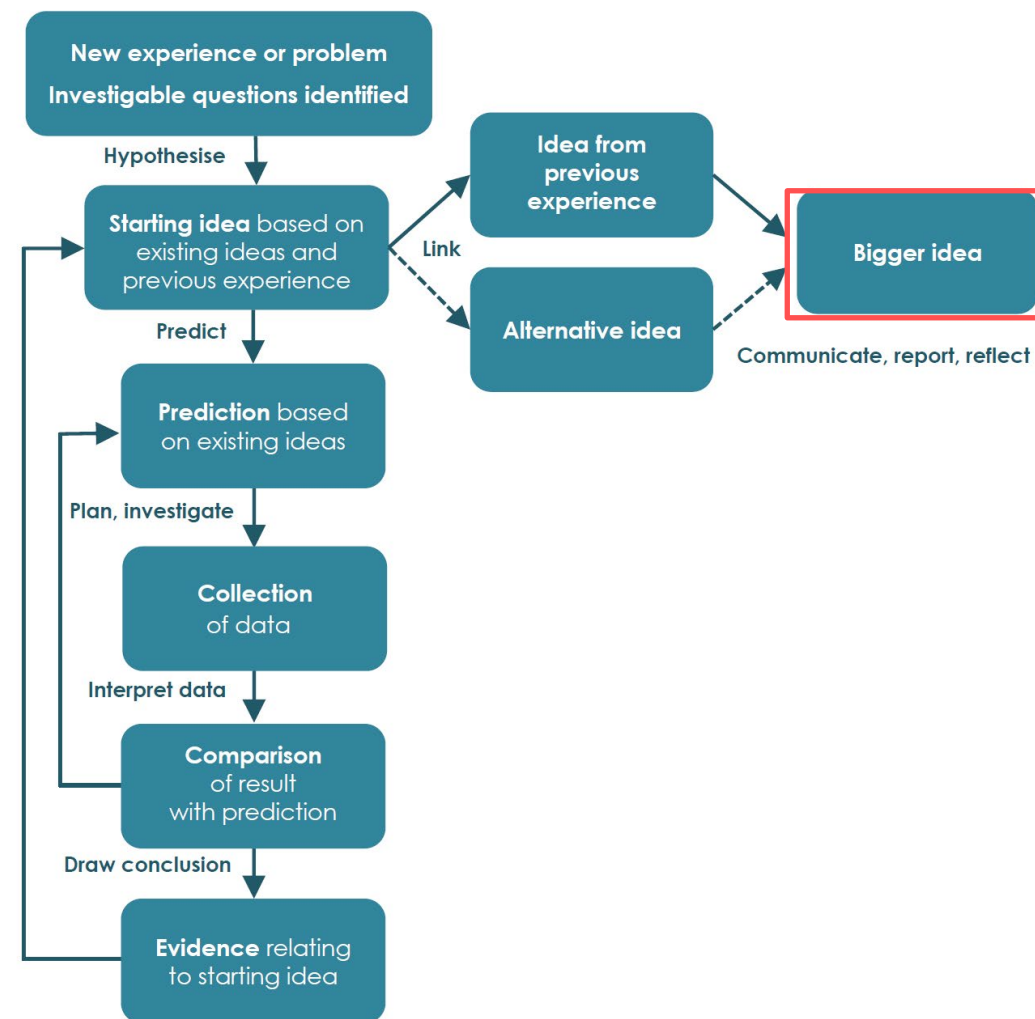 New experience or problem
Investigable questions identified
Hypothesise
Starting idea based on
existing ideas and
previous experience
Link
Idea from
previous
experience
Alternative idea
Bigger idea
Communicate, report, reflect
Predict
Prediction based
on existing ideas
Plan, investigate
Collection
of data
Interpret data
Comparison
of result
with prediction
Draw conclusion
Evidence relating
to starting idea